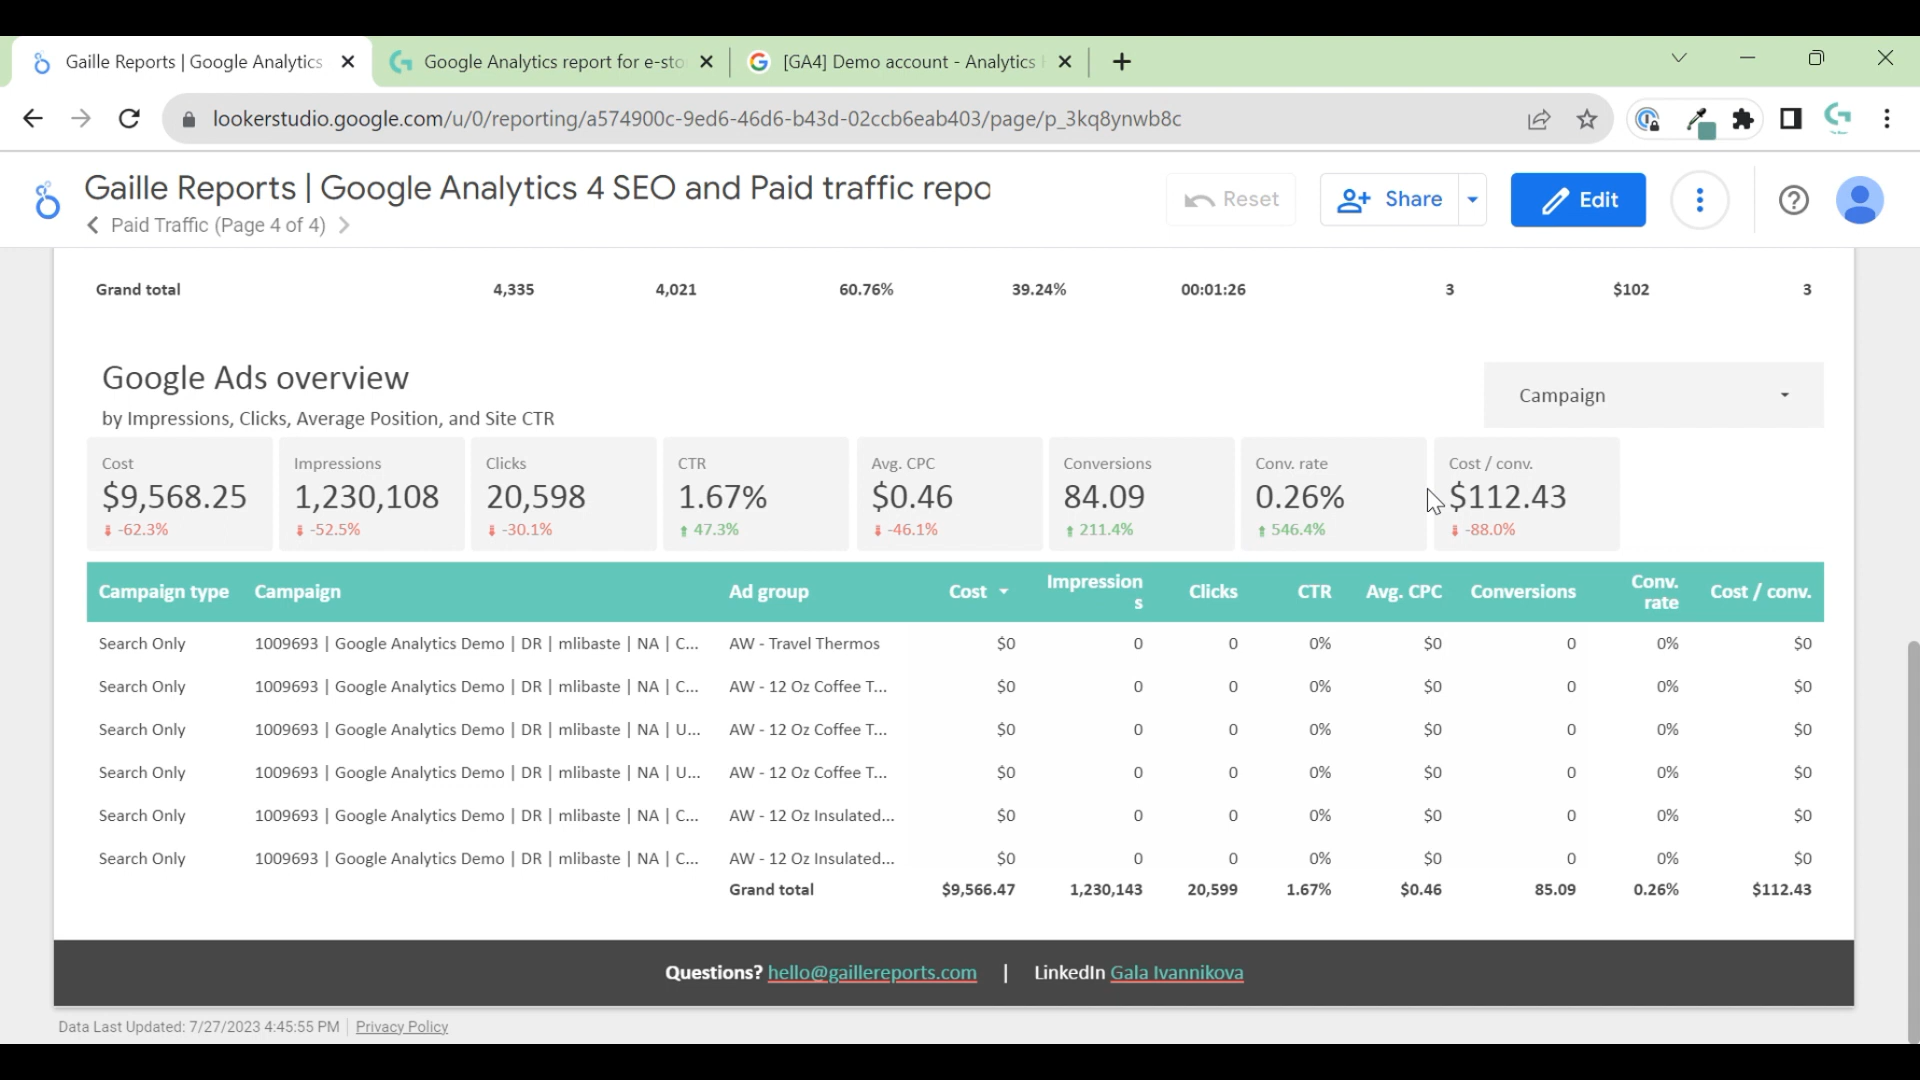 Gaille Reports | Google Analytics
Google Analytics report for e-sto
[GA4] Demo account - Analytics
lookerstudio.google.com/u/0/reporting/a574900c-9ed6-46d6-b43d-02ccb6eab403/page/p_3kq8ynwb8c
Gaille Reports | Google Analytics 4 SEO and Paid traffic repo
Paid Traffic (Page 4 of 4)
Reset
Share
Edit
Grand total 4,335 4,021 60.76% 39.24% 00:01:26 3 $102 3
Google Ads overview
by Impressions, Clicks, Average Position, and Site CTR
Campaign
Cost Impressions Clicks CTR Avg. CPC Conversions Conv. rate Cost / conv.
$9,568.25 1,230,108 20,598 1.67% $0.46 84.09 0.26% $112.43
-62.3% -52.5% -30.1% 47.3% -46.1% 211.4% 546.4% -88.0%
Campaign type Campaign Ad group Cost Impression
s Clicks CTR Avg. CPC Conversions Conv.
rate Cost / conv.
Search Only 1009693 | Google Analytics Demo | DR | mlibaste | NA | C... AW - Travel Thermos $0 0 0 0% $0 0 0% $0
Search Only 1009693 | Google Analytics Demo | DR | mlibaste | NA | C... AW - 12 Oz Coffee T... $0 0 0 0% $0 0 0% $0
Search Only 1009693 | Google Analytics Demo | DR | mlibaste | NA | U... AW - 12 Oz Coffee T... $0 0 0 0% $0 0 0% $0
Search Only 1009693 | Google Analytics Demo | DR | mlibaste | NA | U... AW - 12 Oz Coffee T... $0 0 0 0% $0 0 0% $0
Search Only 1009693 | Google Analytics Demo | DR | mlibaste | NA | C... AW - 12 Oz Insulated... $0 0 0 0% $0 0 0% $0
Search Only 1009693 | Google Analytics Demo | DR | mlibaste | NA | C... AW - 12 Oz Insulated... $0 0 0 0% $0 0 0% $0
Grand total $9,566.47 1,230,143 20,599 1.67% $0.46 85.09 0.26% $112.43
Questions? hello@gaillereports.com | LinkedIn Gala Ivannikova
Data Last Updated: 7/27/2023 4:45:55 PM | Privacy Policy